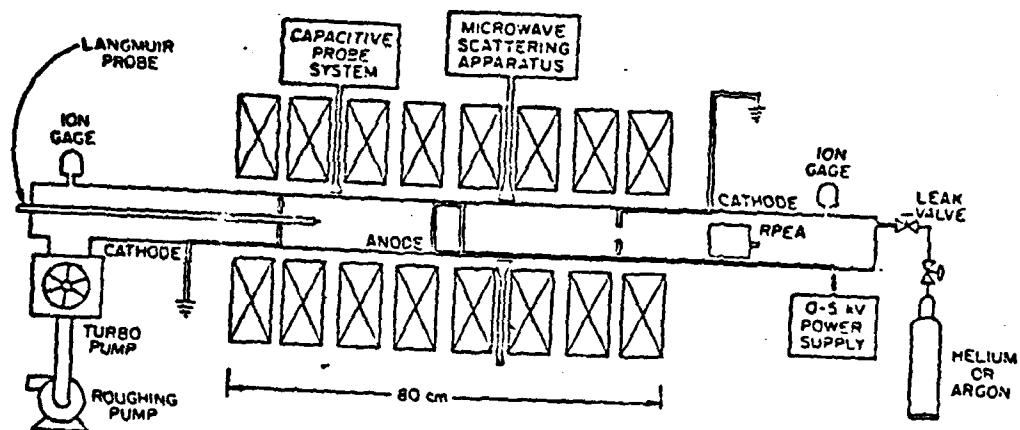 LANGMUIR
PROBE
CAPACITIVE
PROBE
SYSTEM
MICROWAVE
SCATTERING
APPARATUS
ION
GAGE
ION
GAGE
CATHODE
LEAK
VALVE
ANODE
RPEA
CATHODE
TURBO
PUMP
0-5 kV
POWER
SUPPLY
80 cm
ROUGHING
PUMP
HELIUM
OR
ARGON